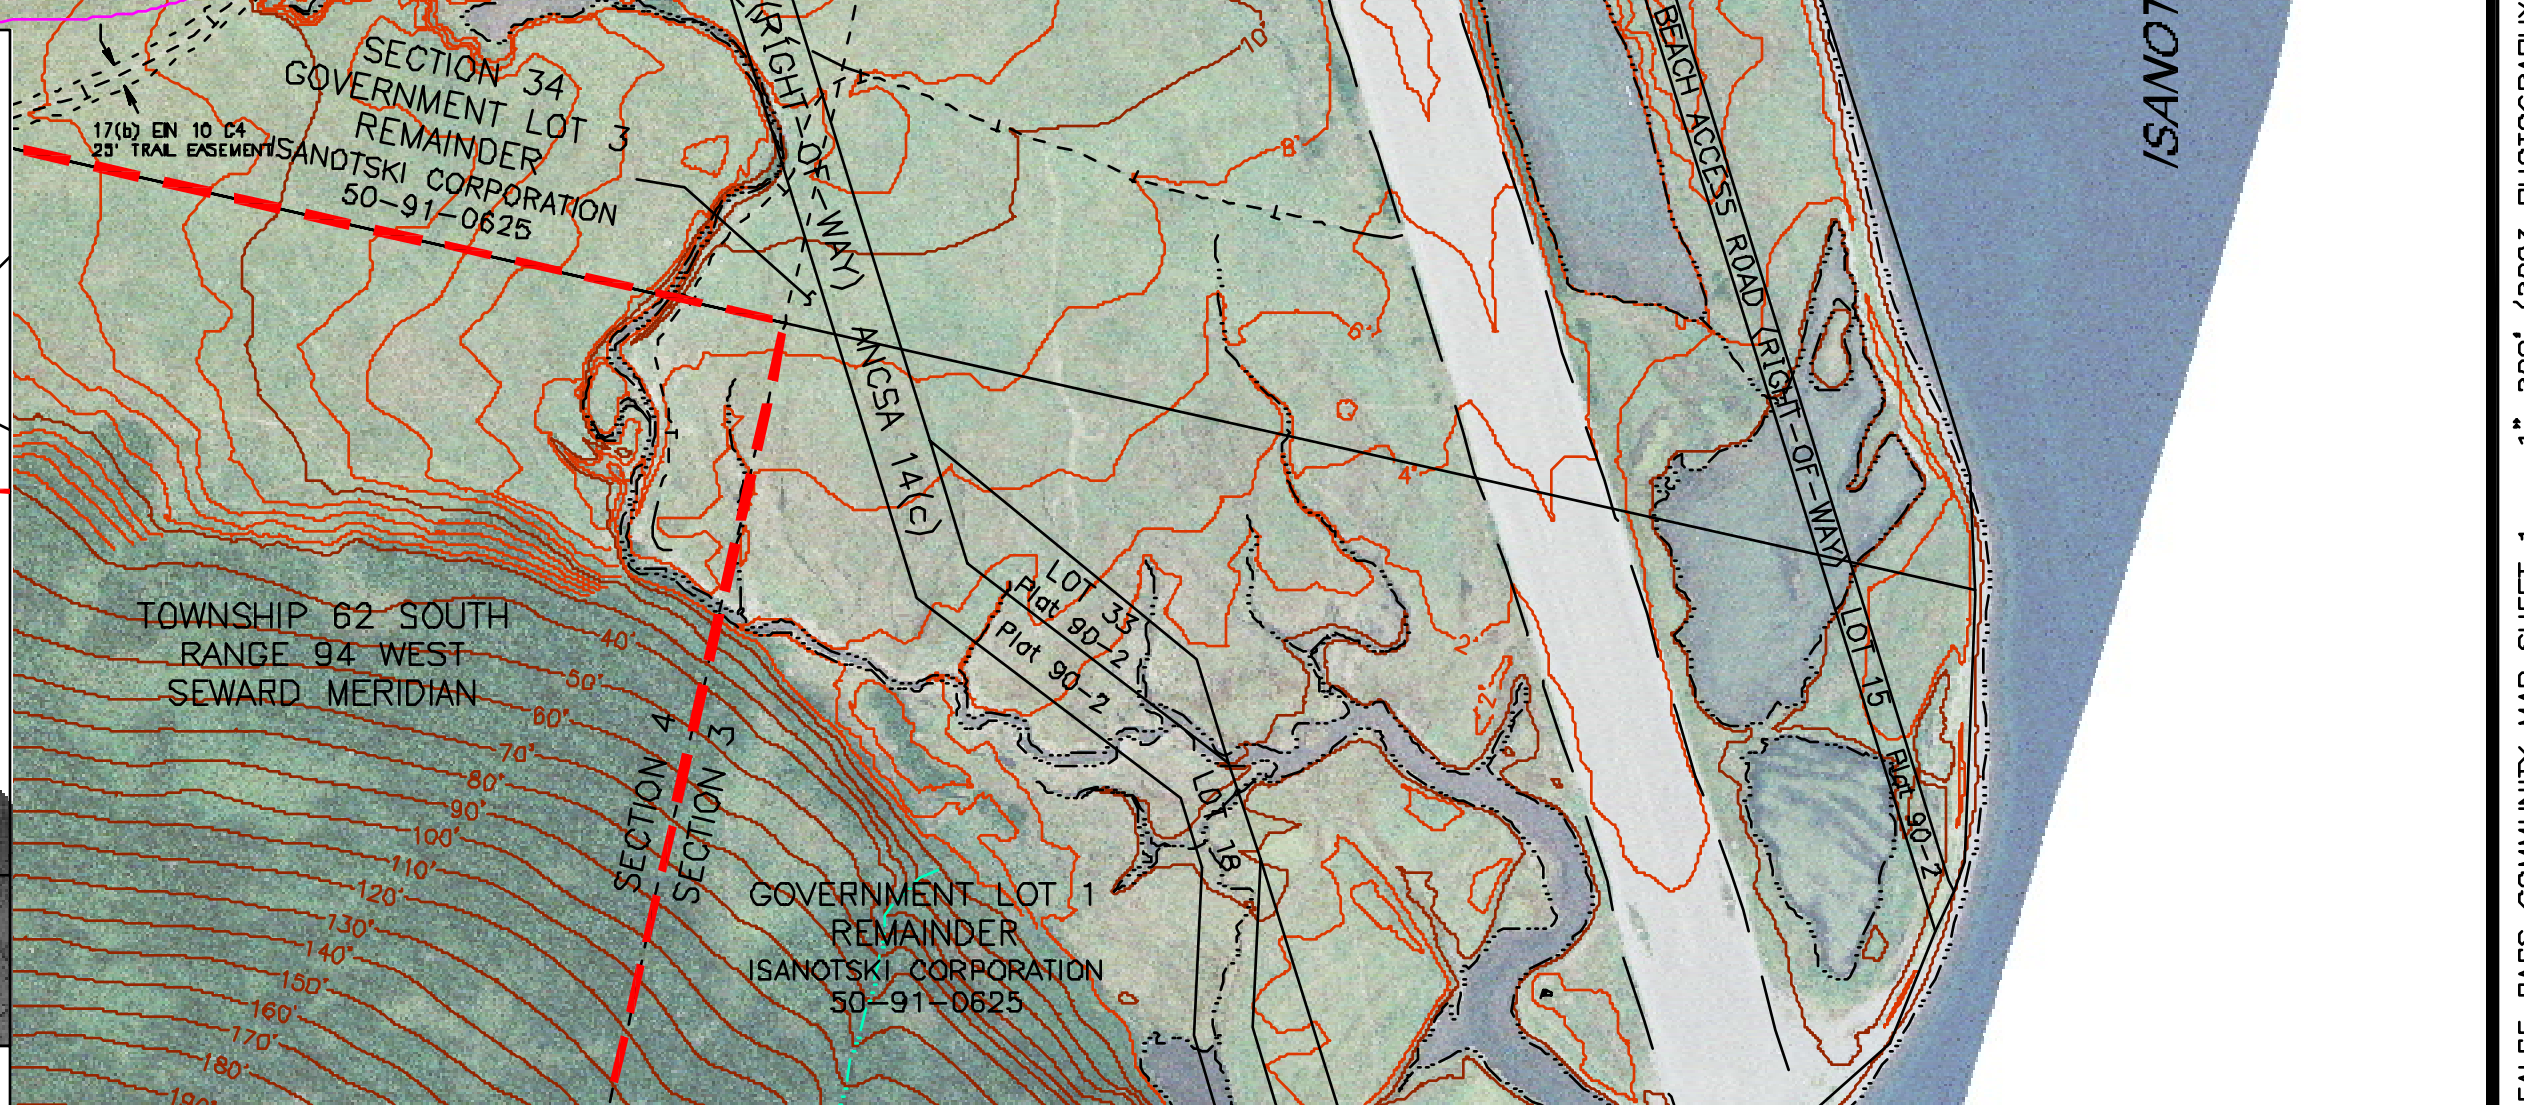 SECTION 34
GOVERNMENT LOT 3
REMAINDER
ISANOTSKI CORPORATION
50-91-0625
17(b) EIN 10 C4
25' TRAIL EASEMENT
(RIGHT-OF-WAY)
ANCSA 14(c)
10'
8'
6'
4'
2'
2'
BEACH ACCESS ROAD (RIGHT-OF-WAY)
LOT 15
Plat 90-2
ISANOT
LOT 33
Plat 90-2
Plat 90-2
LOT 18
TOWNSHIP 62 SOUTH
RANGE 94 WEST
SEWARD MERIDIAN
SECTION 4
SECTION 3
40'
50'
60'
70'
80'
90'
100'
110'
120'
130'
140'
150'
160'
170'
180'
190'
GOVERNMENT LOT 1
REMAINDER
ISANOTSKI CORPORATION
50-91-0625